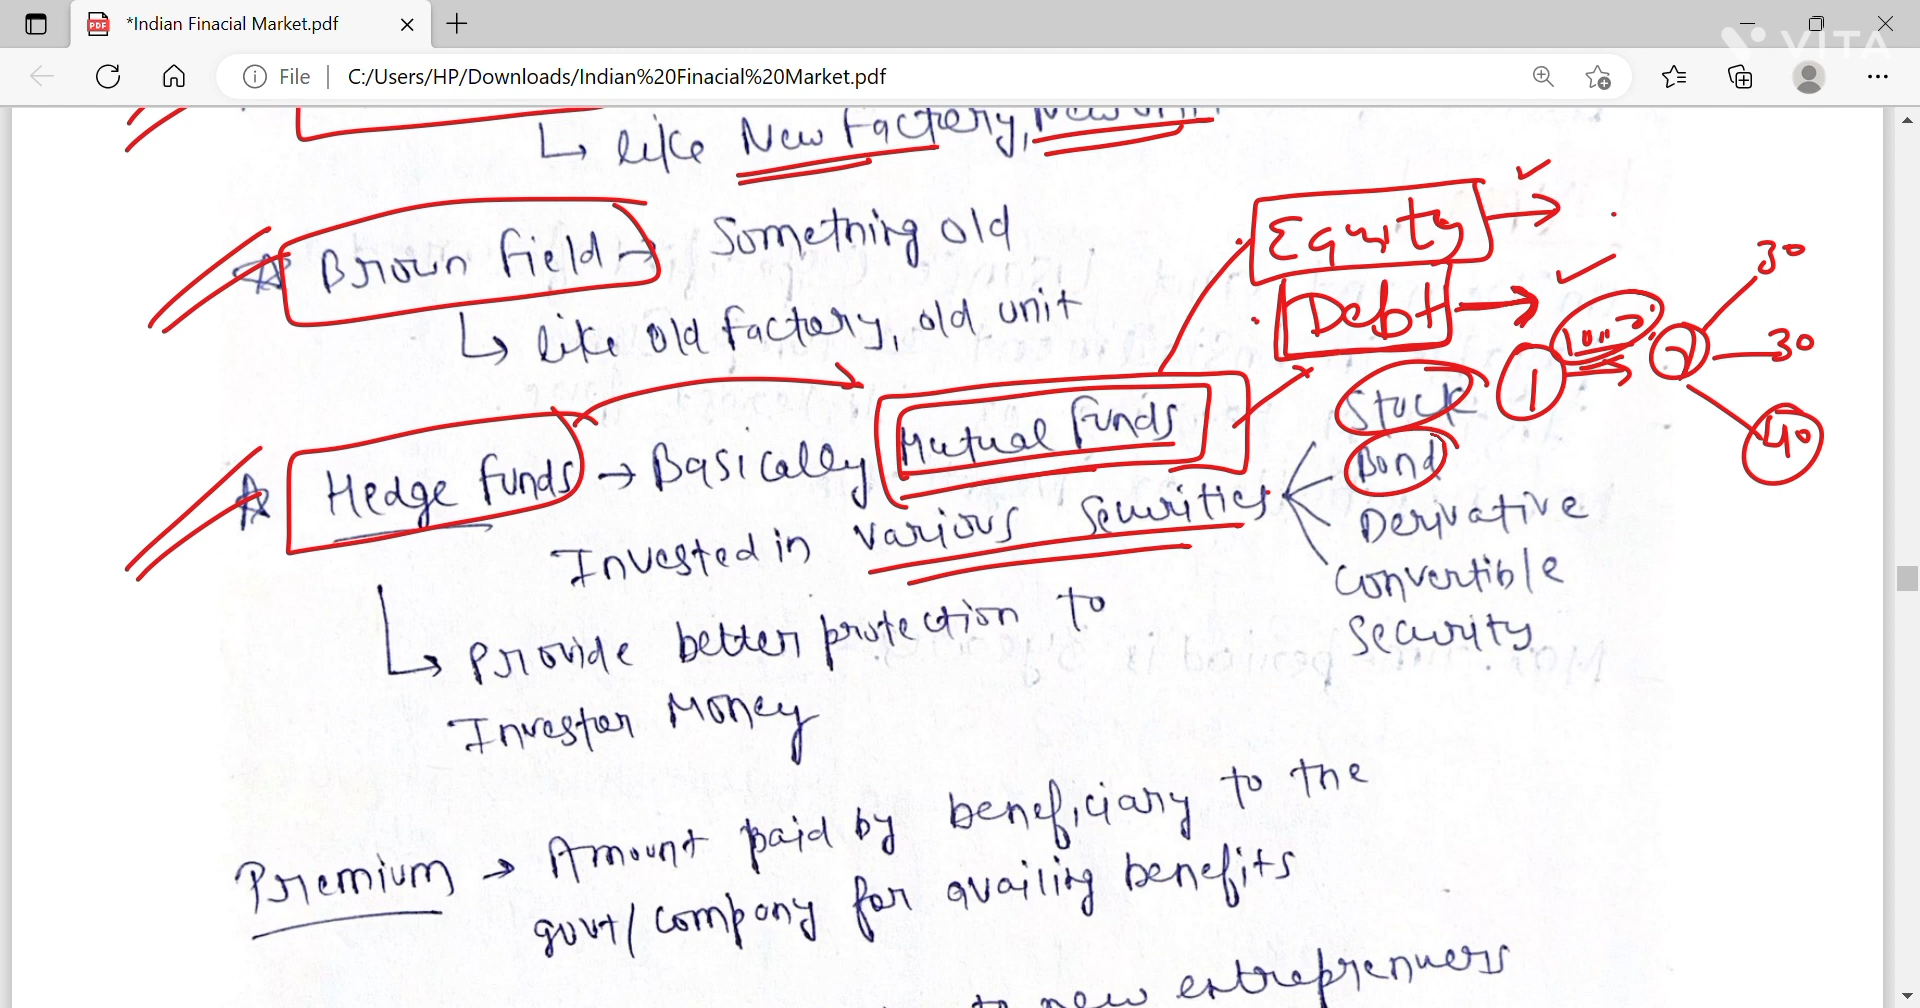 *Indian Finacial Market.pdf
VITA
File | C:/Users/HP/Downloads/Indian%20Finacial%20Market.pdf
↳ like New Factory,
☆ Brown field → Something old
↳ like old factory, old unit
Equity →
Debt →
1 → 100 → 2
30
30
40
☆ Hedge funds → Basically Mutual funds
Invested in various securities
Stock
Bond
Derivative
Convertible
Security
↳ Provide better protection to
Investor Money
Premium → Amount paid by beneficiary to the
govt/company for availing benefits
to new entreprenuers